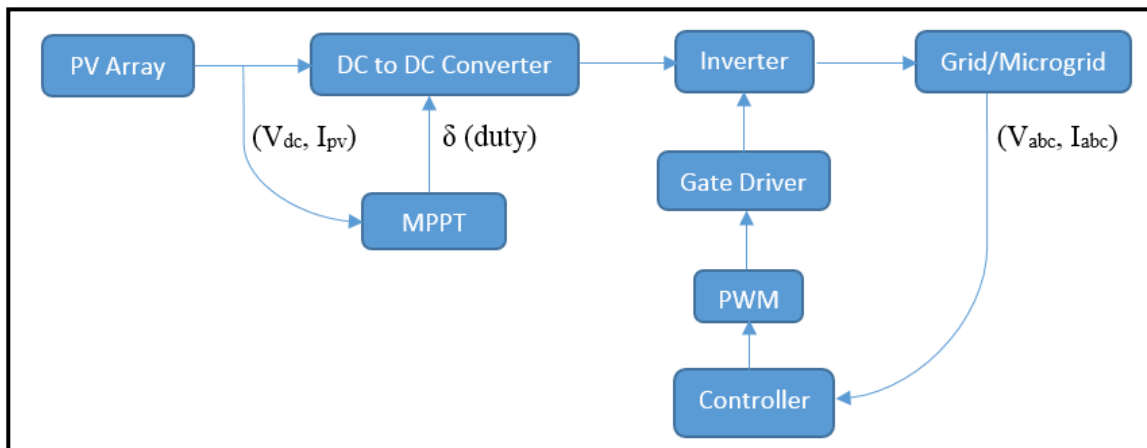 PV Array
DC to DC Converter
Inverter
Grid/Microgrid
(Vdc, Ipv)
δ (duty)
(Vabc, Iabc)
Gate Driver
MPPT
PWM
Controller